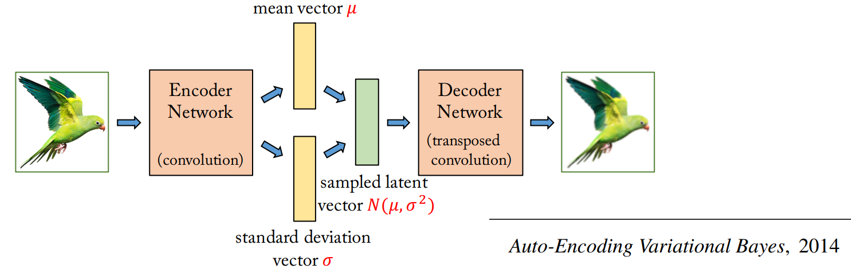 mean vector μ
Encoder
Network
(convolution)
Decoder
Network
(transposed
convolution)
sampled latent
vector N(μ, σ²)
standard deviation
vector σ
Auto-Encoding Variational Bayes, 2014